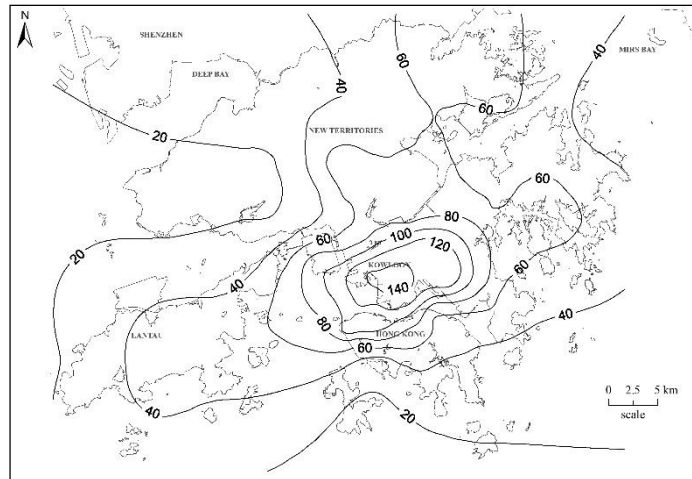 N
SHENZHEN
MIRS BAY
DEEP BAY
NEW TERRITORIES
KOWLOON
HONG KONG
LANTAU
40
60
40
60
20
60
80
100
120
60
60
20
40
140
80
40
60
40
20
0 2.5 5 km
scale